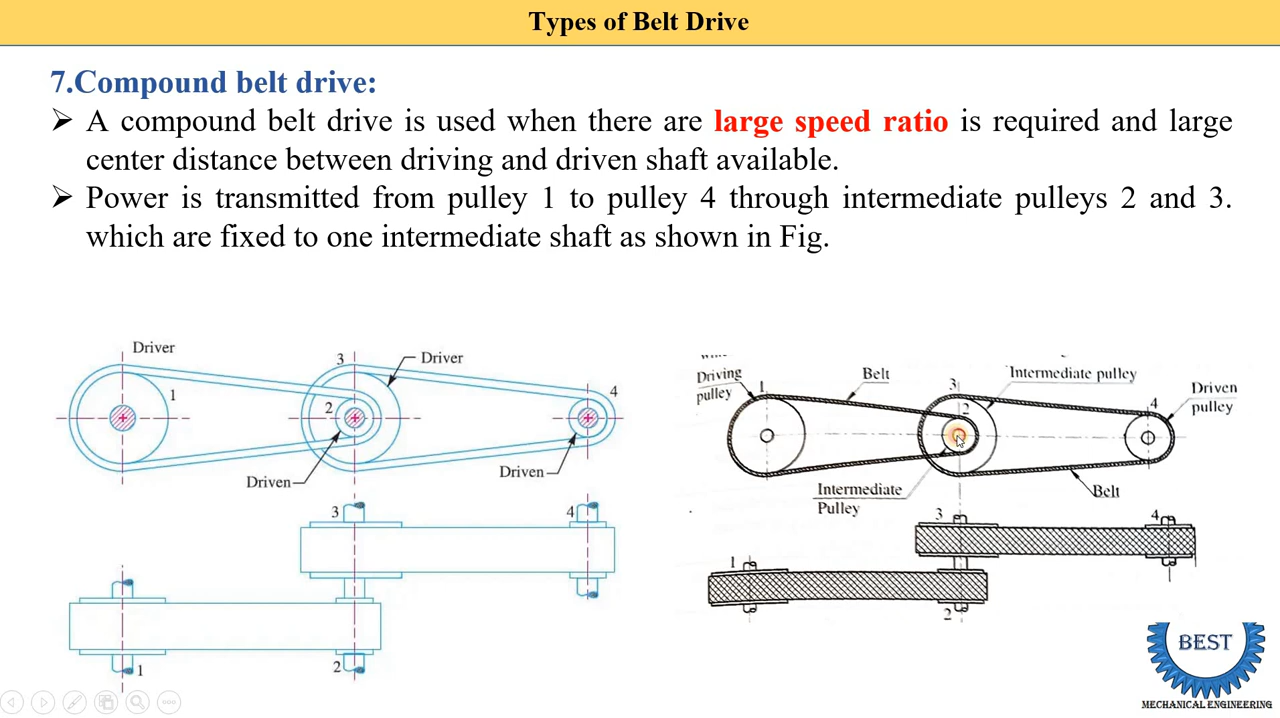 Types of Belt Drive
7.Compound belt drive:
➢ A compound belt drive is used when there are large speed ratio is required and large
center distance between driving and driven shaft available.
➢ Power is transmitted from pulley 1 to pulley 4 through intermediate pulleys 2 and 3.
which are fixed to one intermediate shaft as shown in Fig.
Driver
1
3
Driver
2
4
Driven
Driven
3
4
1
2
Driving
pulley
1
Belt
3
Intermediate pulley
2
4
Driven
pulley
Intermediate
Pulley
Belt
3
4
1
2
BEST
MECHANICAL ENGINEERING